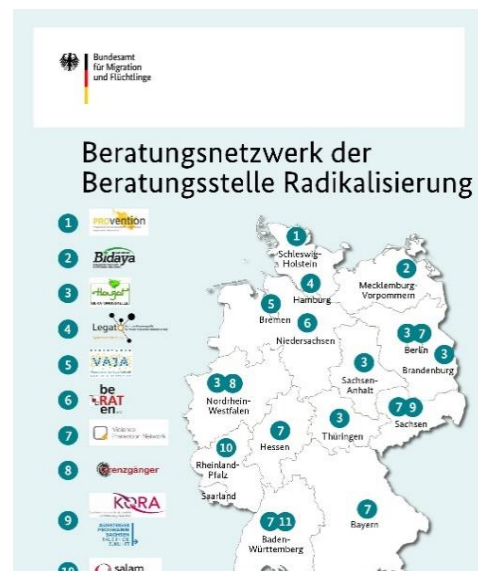 Bundesamt
für Migration
und Flüchtlinge
Beratungsnetzwerk der
Beratungsstelle Radikalisierung
1
PROvention
2
Bidaya
3
Hayat
4
Legato
5
VAJA
6
be
RAT
en
7
Violence
Prevention Network
8
Grenzgänger
9
KORA
10
salam
1
Schleswig-
Holstein
2
Mecklenburg-
Vorpommern
4
Hamburg
5
Bremen
6
Niedersachsen
3 7
Berlin
3
Brandenburg
3
Sachsen-
Anhalt
3 8
Nordrhein-
Westfalen
7 9
Sachsen
3
Thüringen
7
Hessen
10
Rheinland-
Pfalz
Saarland
7 11
Baden-
Württemberg
7
Bayern